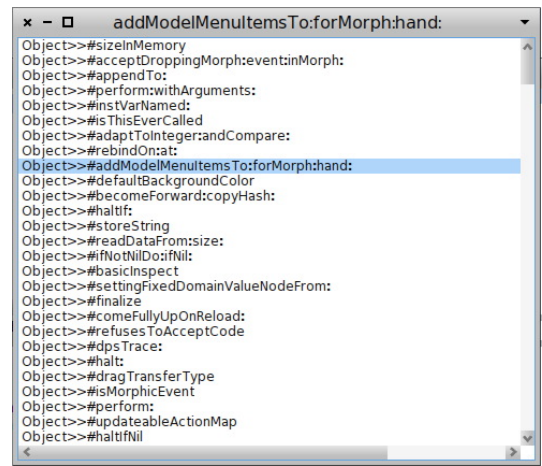 addModelMenuItemsTo:forMorph:hand:
Object>>#sizeInMemory
Object>>#acceptDroppingMorph:event:inMorph:
Object>>#appendTo:
Object>>#perform:withArguments:
Object>>#instVarNamed:
Object>>#isThisEverCalled
Object>>#adaptToInteger:andCompare:
Object>>#rebindOn:at:
Object>>#addModelMenuItemsTo:forMorph:hand:
Object>>#defaultBackgroundColor
Object>>#becomeForward:copyHash:
Object>>#haltIf:
Object>>#storeString
Object>>#readDataFrom:size:
Object>>#ifNotNilDo:ifNil:
Object>>#basicInspect
Object>>#settingFixedDomainValueNodeFrom:
Object>>#finalize
Object>>#comeFullyUpOnReload:
Object>>#refusesToAcceptCode
Object>>#dpsTrace:
Object>>#halt:
Object>>#dragTransferType
Object>>#isMorphicEvent
Object>>#perform:
Object>>#updateableActionMap
Object>>#haltIfNil